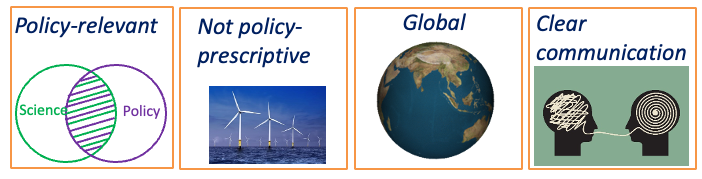 Policy-relevant
Science
Policy
Not policy-
prescriptive
Global
Clear
communication